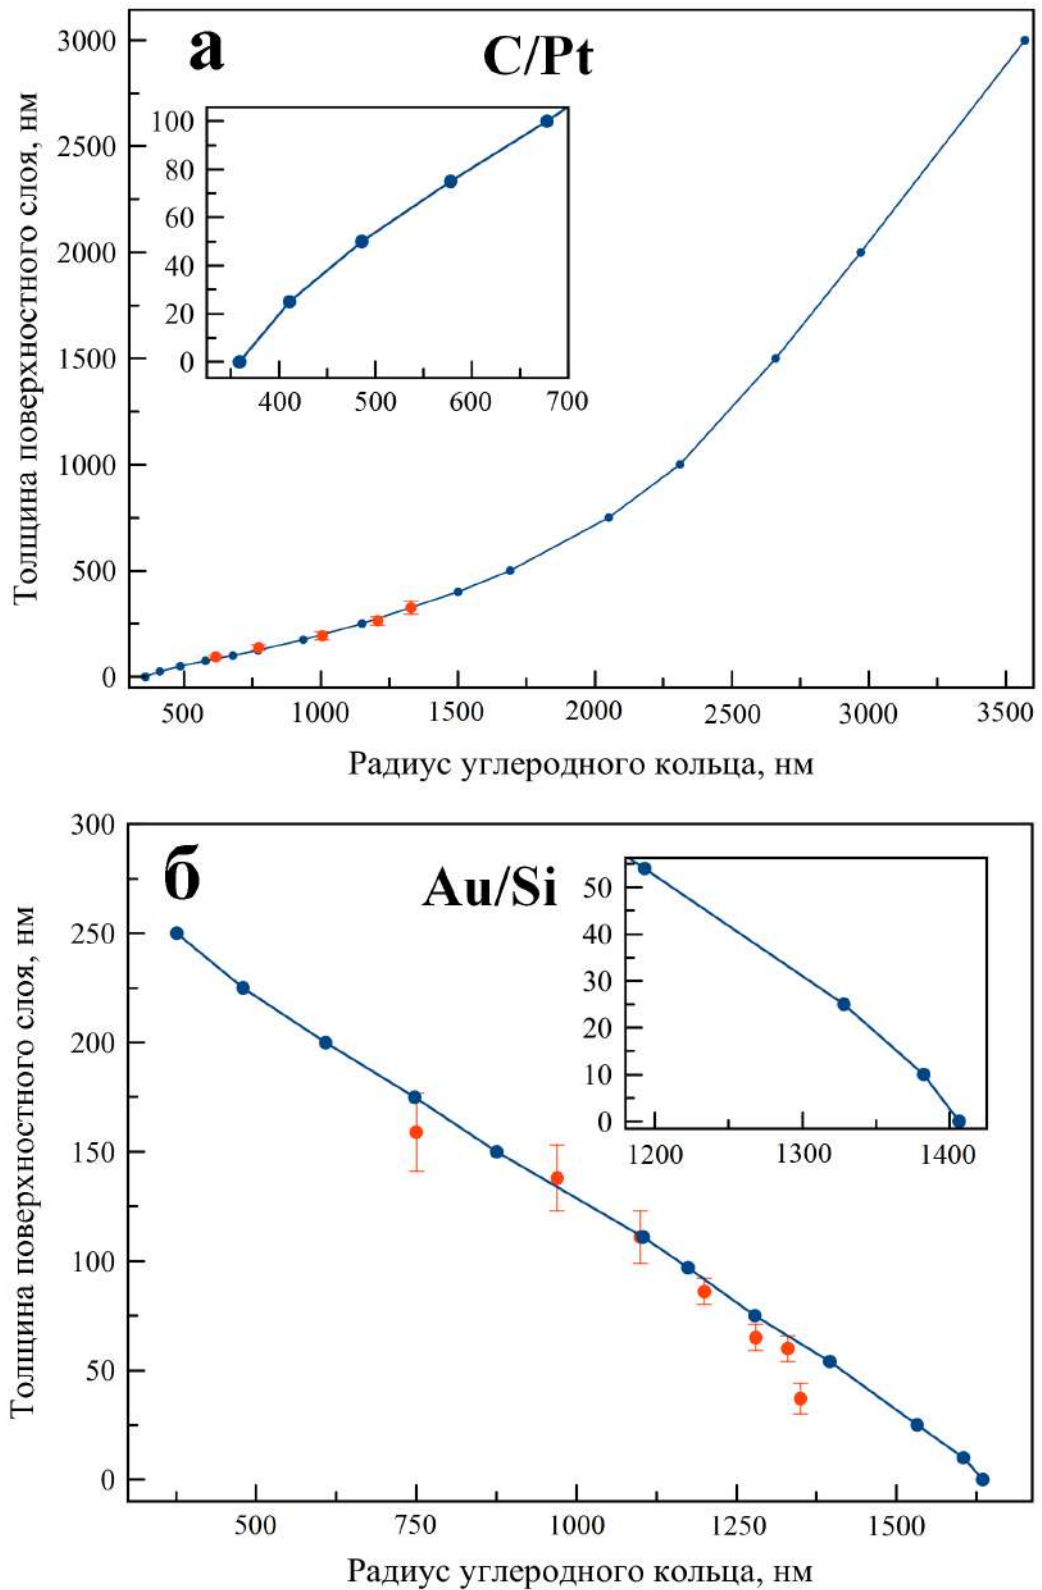 а
C/Pt
Толщина поверхностного слоя, нм
3000
2500
2000
1500
1000
500
0
100
80
60
40
20
0
400 500 600 700
500 1000 1500 2000 2500 3000 3500
Радиус углеродного кольца, нм
б
Au/Si
Толщина поверхностного слоя, нм
300
250
200
150
100
50
0
50
40
30
20
10
0
1200 1300 1400
500 750 1000 1250 1500
Радиус углеродного кольца, нм